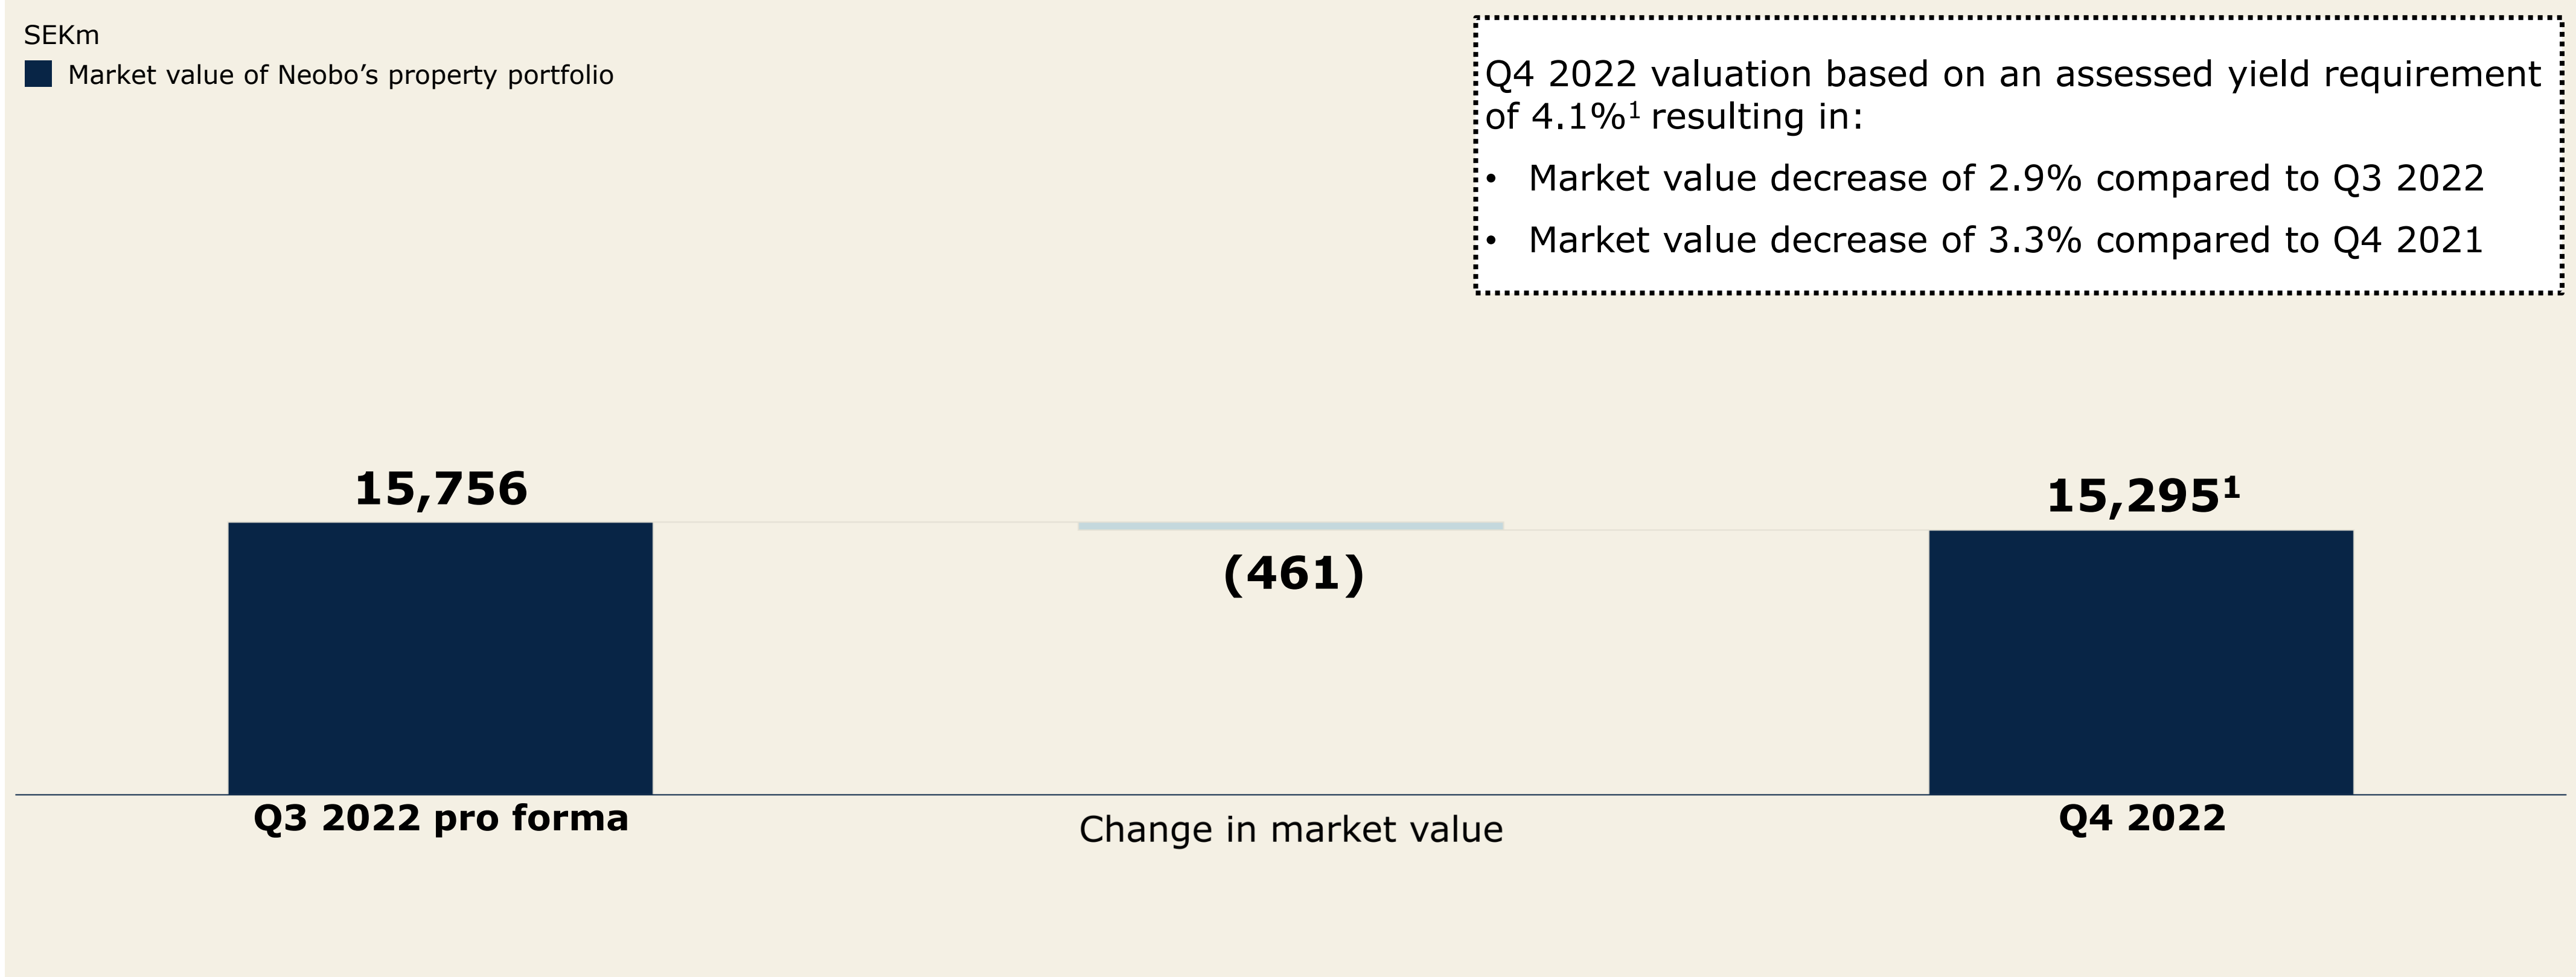 SEKm
Market value of Neobo’s property portfolio
Q4 2022 valuation based on an assessed yield requirement
of 4.1%¹ resulting in:
• Market value decrease of 2.9% compared to Q3 2022
• Market value decrease of 3.3% compared to Q4 2021
15,756
(461)
15,295¹
Q3 2022 pro forma
Change in market value
Q4 2022